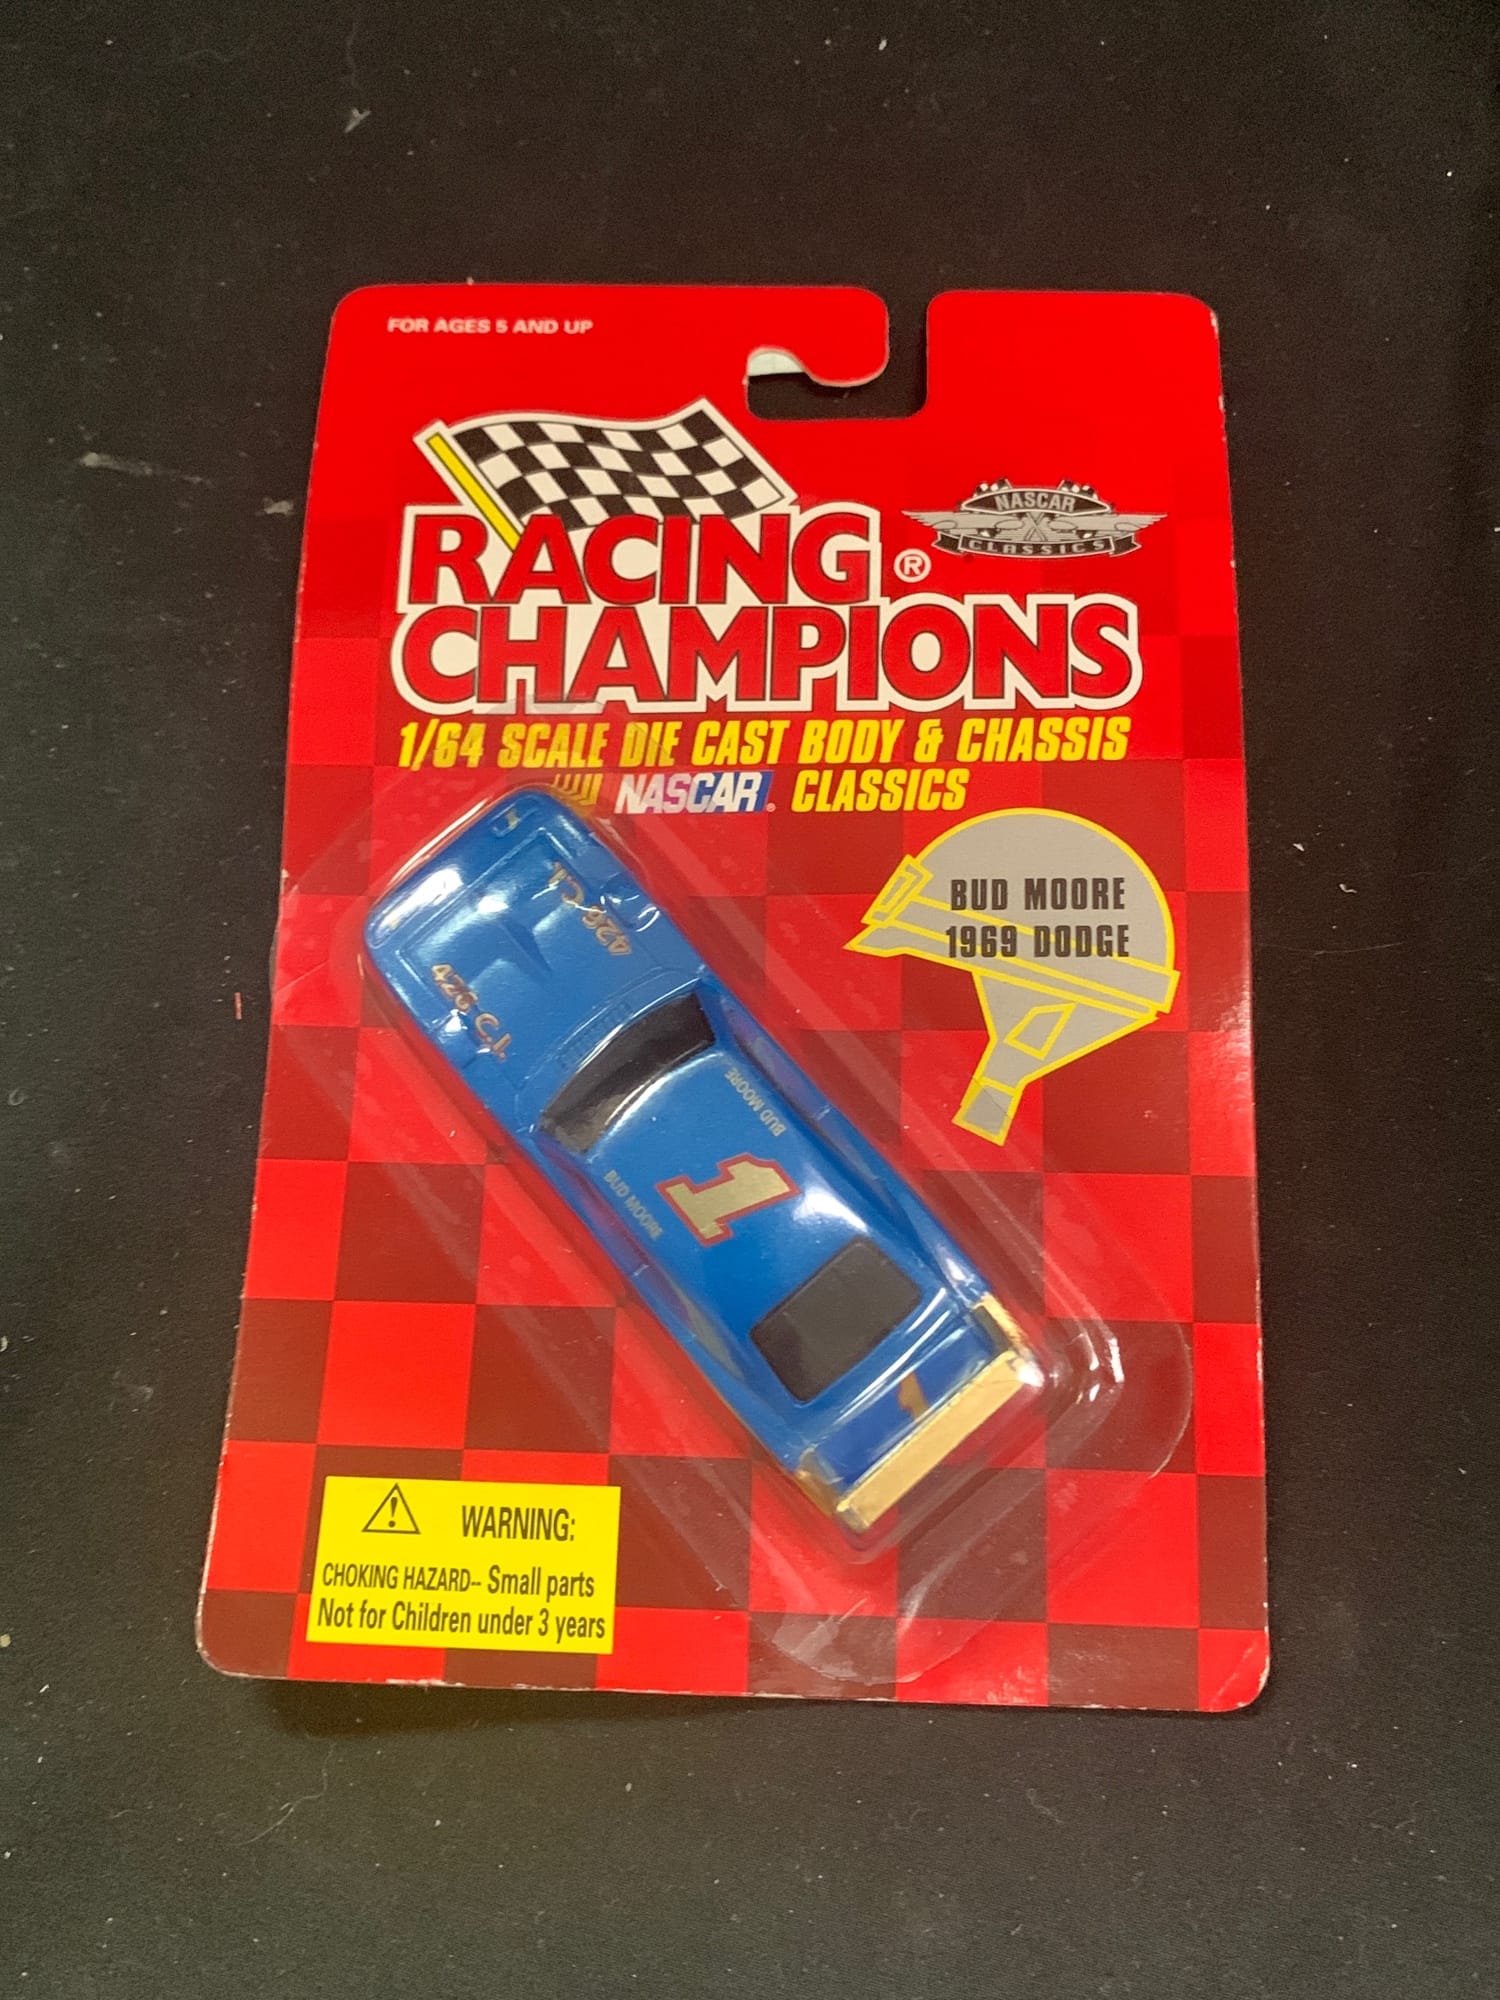 FOR AGES 5 AND UP
NASCAR
CLASSICS
RACING
CHAMPIONS®
1/64 SCALE DIE CAST BODY & CHASSIS
NASCAR® CLASSICS
BUD MOORE
1969 DODGE
426 C.I.
426 C.I.
BUD MOORE
BUD MOORE
1
1
WARNING:
CHOKING HAZARD-- Small parts
Not for Children under 3 years